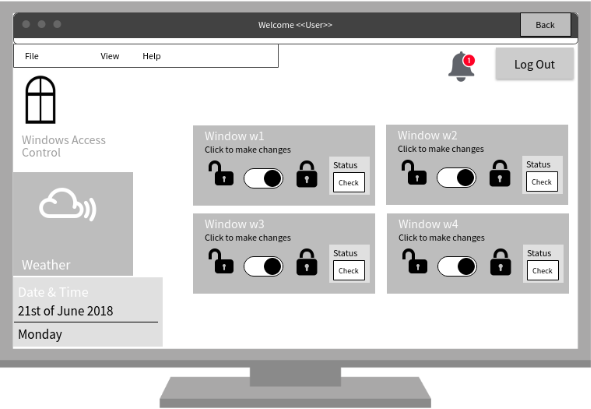 Welcome <<User>>
Back
File View Help
1
Log Out
Windows Access
Control
Window w1
Click to make changes
Status
Check
Window w2
Click to make changes
Status
Check
Window w3
Click to make changes
Status
Check
Window w4
Click to make changes
Status
Check
Weather
Date & Time
21st of June 2018
Monday